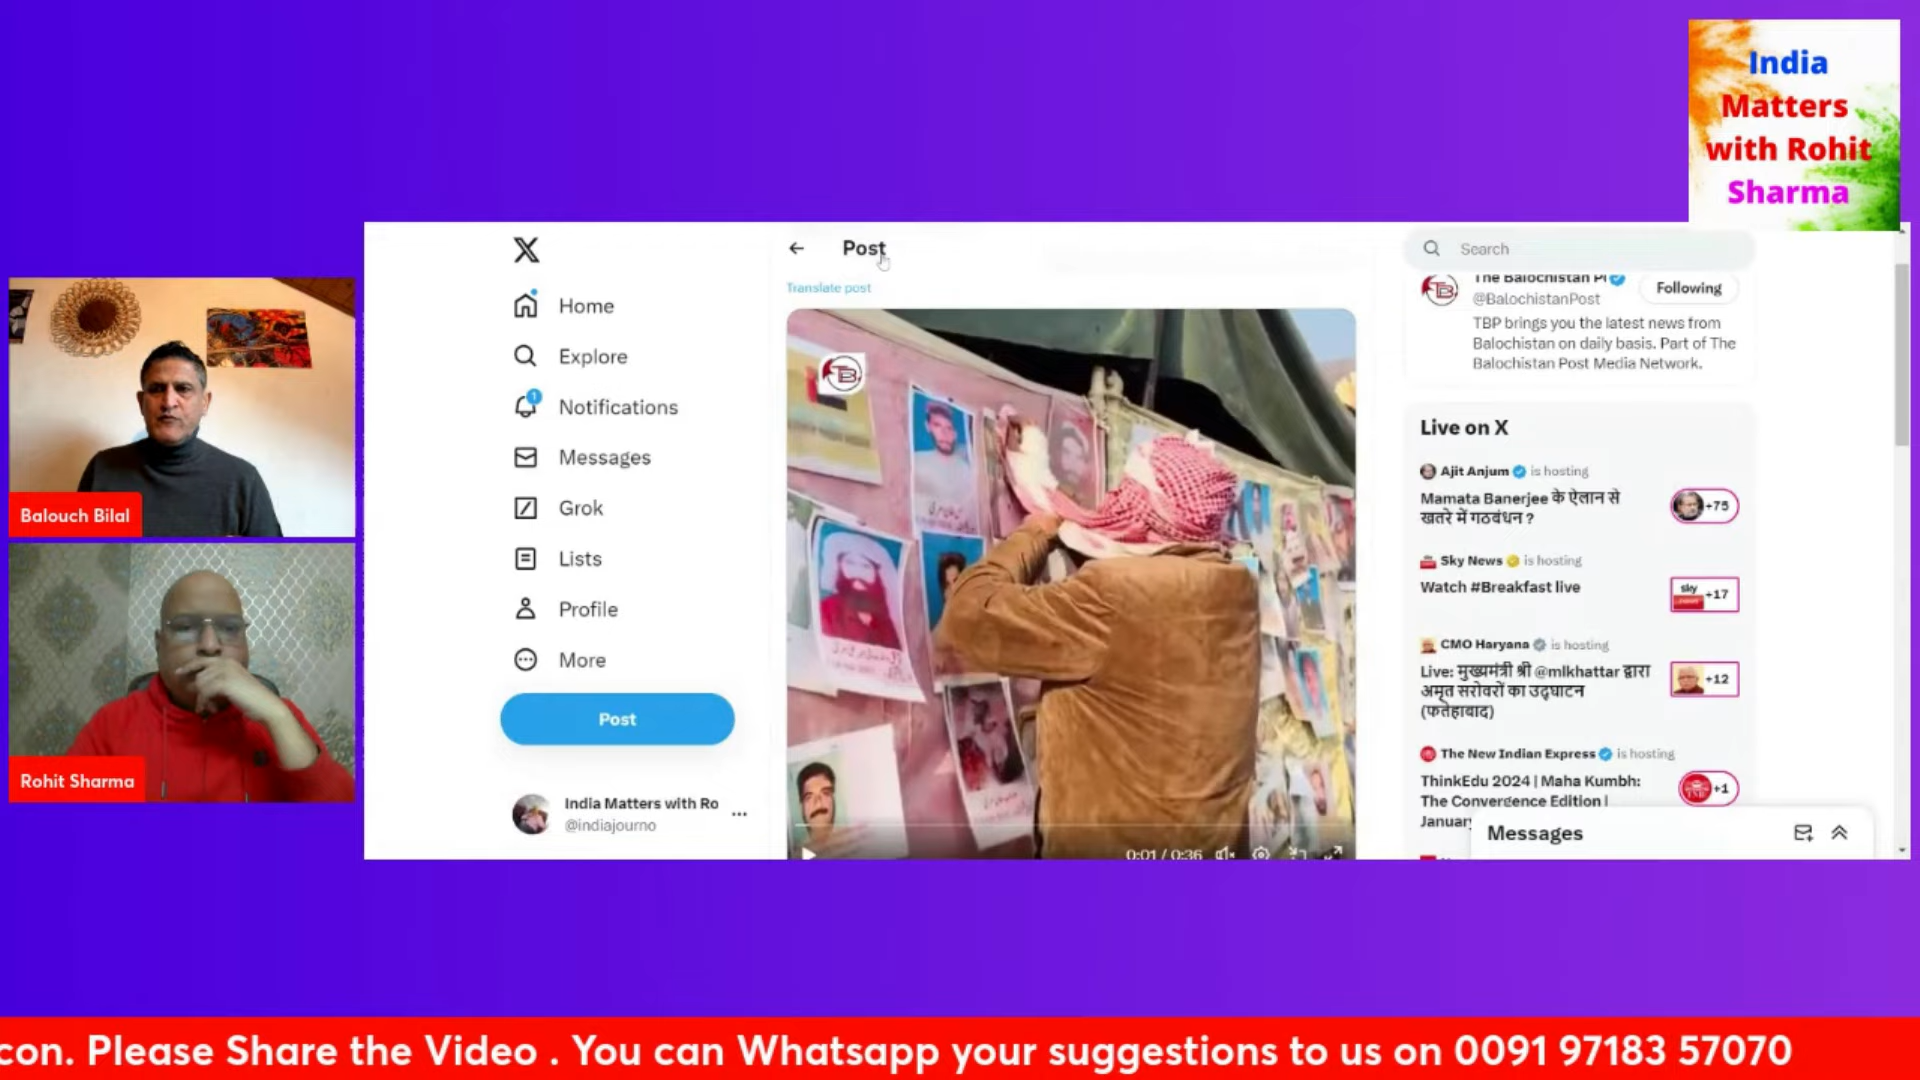 India
Matters
with Rohit
Sharma
Balouch Bilal
Rohit Sharma
X
Home
Explore
1
Notifications
Messages
Grok
Lists
Profile
More
Post
India Matters with Ro
@indiajourno
Post
Translate post
TB
0:01 / 0:36
Search
The Balochistan
@BalochistanPost
Following
TBP brings you the latest news from
Balochistan on daily basis. Part of The
Balochistan Post Media Network.
Live on X
Ajit Anjum is hosting
Mamata Banerjee के ऐलान से
खतरे में गठबंधन ?
+75
Sky News is hosting
Watch #Breakfast live
sky
+17
CMO Haryana is hosting
Live: मुख्यमंत्री श्री @mlkhattar द्वारा
अमृत सरोवरों का उद्घाटन
(फतेहाबाद)
+12
The New Indian Express is hosting
ThinkEdu 2024 | Maha Kumbh:
The Convergence Edition |
+1
Messages
con. Please Share the Video . You can Whatsapp your suggestions to us on 0091 97183 57070